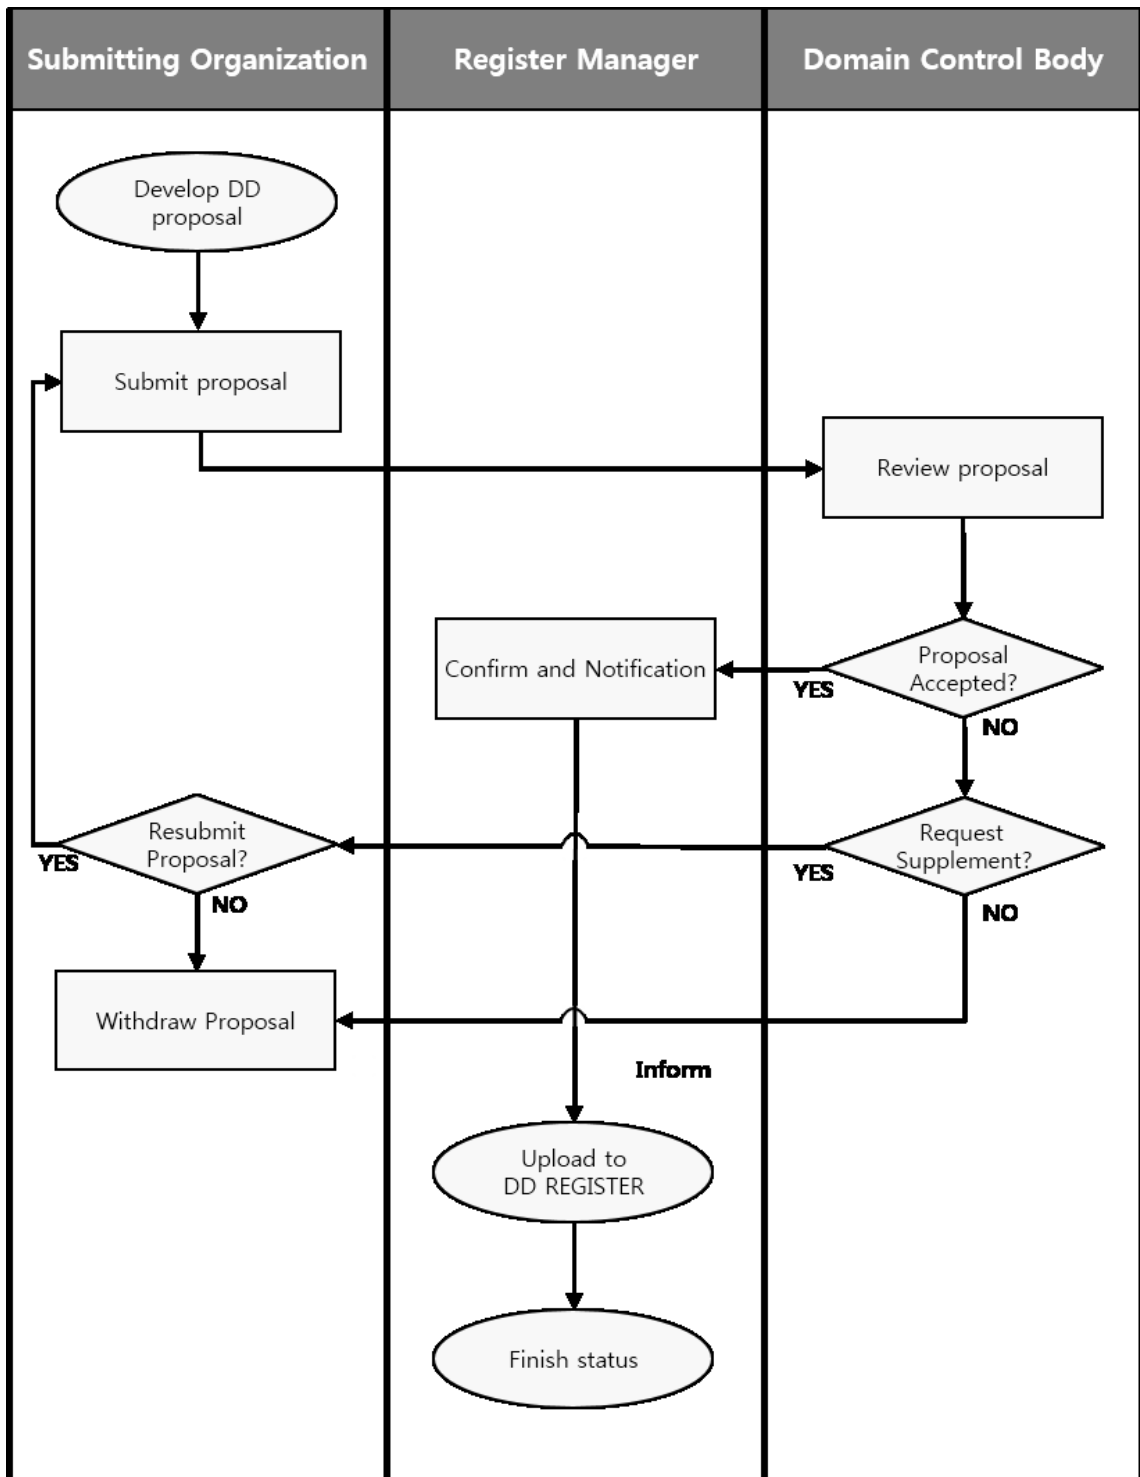 Submitting Organization
Register Manager
Domain Control Body
Develop DD
proposal
Submit proposal
Review proposal
Proposal
Accepted?
YES
NO
Confirm and Notification
Request
Supplement?
YES
NO
Resubmit
Proposal?
YES
NO
Withdraw Proposal
Inform
Upload to
DD REGISTER
Finish status